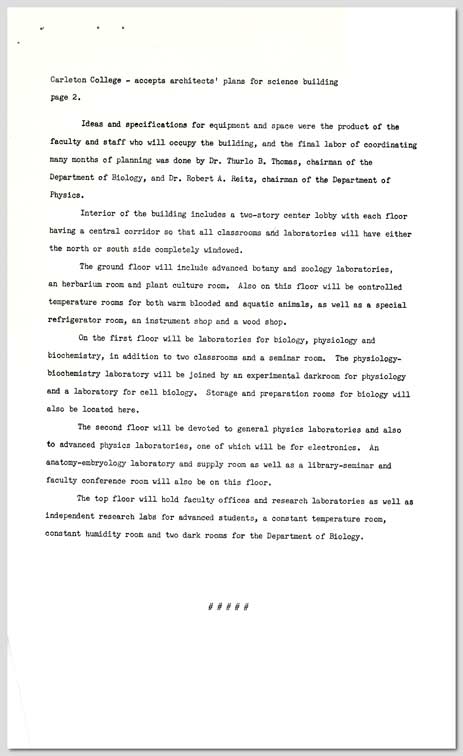 Carleton College - accepts architects' plans for science building
page 2.
Ideas and specifications for equipment and space were the product of the
faculty and staff who will occupy the building, and the final labor of coordinating
many months of planning was done by Dr. Thurlo B. Thomas, chairman of the
Department of Biology, and Dr. Robert A. Reitz, chairman of the Department of
Physics.
Interior of the building includes a two-story center lobby with each floor
having a central corridor so that all classrooms and laboratories will have either
the north or south side completely windowed.
The ground floor will include advanced botany and zoology laboratories,
an herbarium room and plant culture room. Also on this floor will be controlled
temperature rooms for both warm blooded and aquatic animals, as well as a special
refrigerator room, an instrument shop and a wood shop.
On the first floor will be laboratories for biology, physiology and
biochemistry, in addition to two classrooms and a seminar room. The physiology-
biochemistry laboratory will be joined by an experimental darkroom for physiology
and a laboratory for cell biology. Storage and preparation rooms for biology will
also be located here.
The second floor will be devoted to general physics laboratories and also
to advanced physics laboratories, one of which will be for electronics. An
anatomy-embryology laboratory and supply room as well as a library-seminar and
faculty conference room will also be on this floor.
The top floor will hold faculty offices and research laboratories as well as
independent research labs for advanced students, a constant temperature room,
constant humidity room and two dark rooms for the Department of Biology.
# # # # #